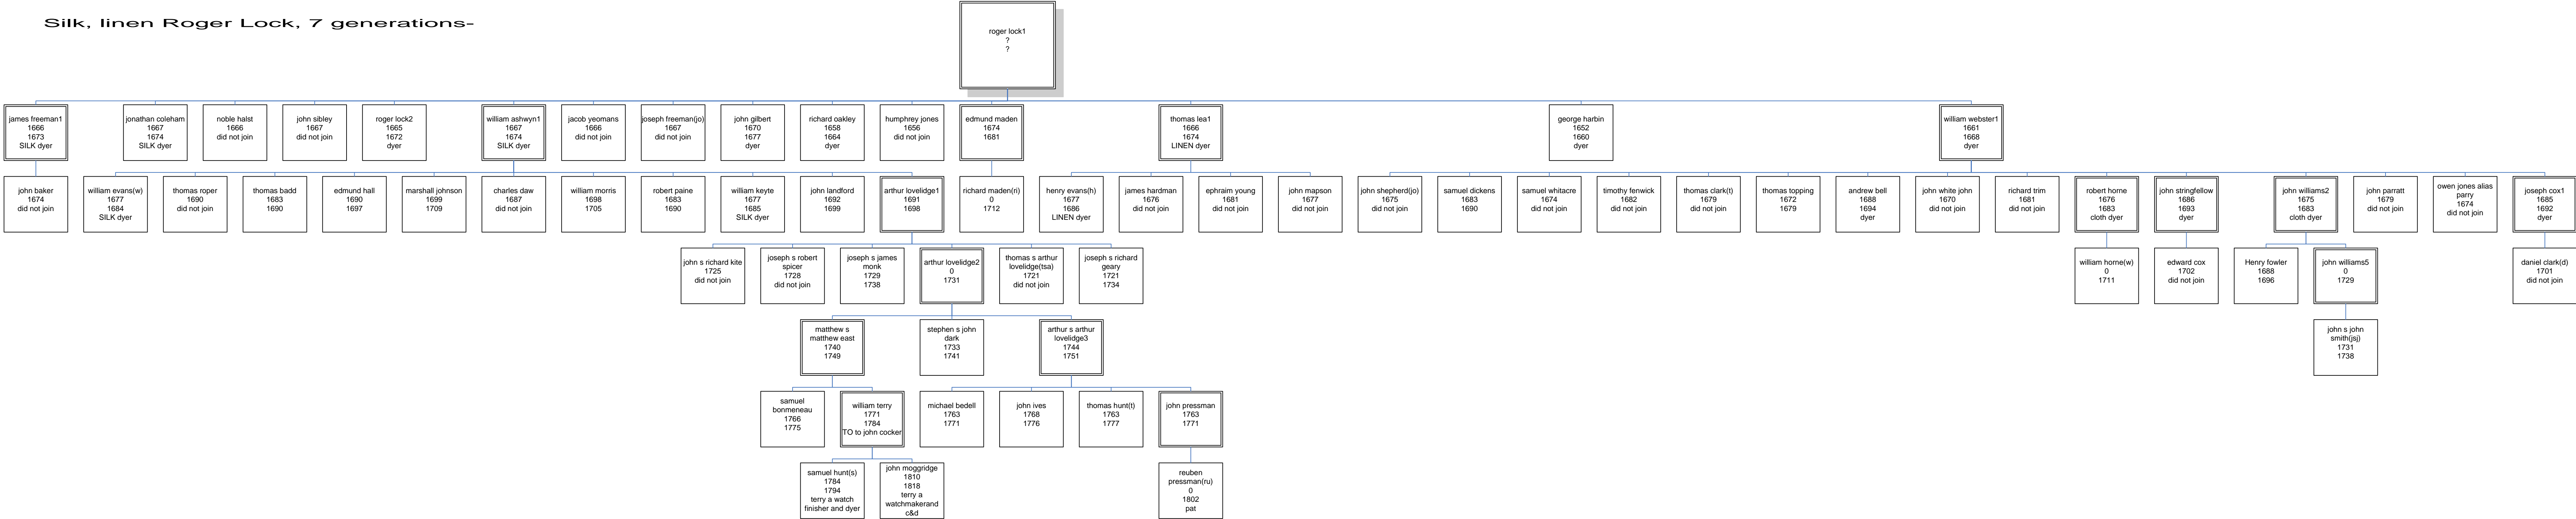 Silk, linen Roger Lock, 7 generations-
roger lock1
?
?
james freeman1
1666
1673
SILK dyer
jonathan coleham
1667
1674
SILK dyer
noble halst
1666
did not join
john sibley
1667
did not join
roger lock2
1665
1672
dyer
william ashwyn1
1667
1674
SILK dyer
jacob yeomans
1666
did not join
joseph freeman(jo)
1667
did not join
john gilbert
1670
1677
dyer
richard oakley
1658
1664
dyer
humphrey jones
1656
did not join
edmund maden
1674
1681
thomas lea1
1666
1674
LINEN dyer
george harbin
1652
1660
dyer
william webster1
1661
1668
dyer
john baker
1674
did not join
william evans(w)
1677
1684
SILK dyer
thomas roper
1690
did not join
thomas badd
1683
1690
edmund hall
1690
1697
marshall johnson
1699
1709
charles daw
1687
did not join
william morris
1698
1705
robert paine
1683
1690
william keyte
1677
1685
SILK dyer
john landford
1692
1699
arthur lovelidge1
1691
1698
richard maden(ri)
0
1712
henry evans(h)
1677
1686
LINEN dyer
james hardman
1676
did not join
ephraim young
1681
did not join
john mapson
1677
did not join
john shepherd(jo)
1675
did not join
samuel dickens
1683
1690
samuel whitacre
1674
did not join
timothy fenwick
1682
did not join
thomas clark(t)
1679
did not join
thomas topping
1672
1679
andrew bell
1688
1694
dyer
john white john
1670
did not join
richard trim
1681
did not join
robert horne
1676
1683
cloth dyer
john stringfellow
1686
1693
dyer
john williams2
1675
1683
cloth dyer
john parratt
1679
did not join
owen jones alias
parry
1674
did not join
joseph cox1
1685
1692
dyer
john s richard kite
1725
did not join
joseph s robert
spicer
1728
did not join
joseph s james
monk
1729
1738
arthur lovelidge2
0
1731
thomas s arthur
lovelidge(tsa)
1721
did not join
joseph s richard
geary
1721
1734
william horne(w)
0
1711
edward cox
1702
did not join
Henry fowler
1688
1696
john williams5
0
1729
daniel clark(d)
1701
did not join
matthew s
matthew east
1740
1749
stephen s john
dark
1733
1741
arthur s arthur
lovelidge3
1744
1751
john s john
smith(jsj)
1731
1738
samuel
bonmeneau
1766
1775
william terry
1771
1784
TO to john cocker
michael bedell
1763
1771
john ives
1768
1776
thomas hunt(t)
1763
1777
john pressman
1763
1771
samuel hunt(s)
1784
1794
terry a watch
finisher and dyer
john moggridge
1810
1818
terry a
watchmakerand
c&d
reuben
pressman(ru)
0
1802
pat